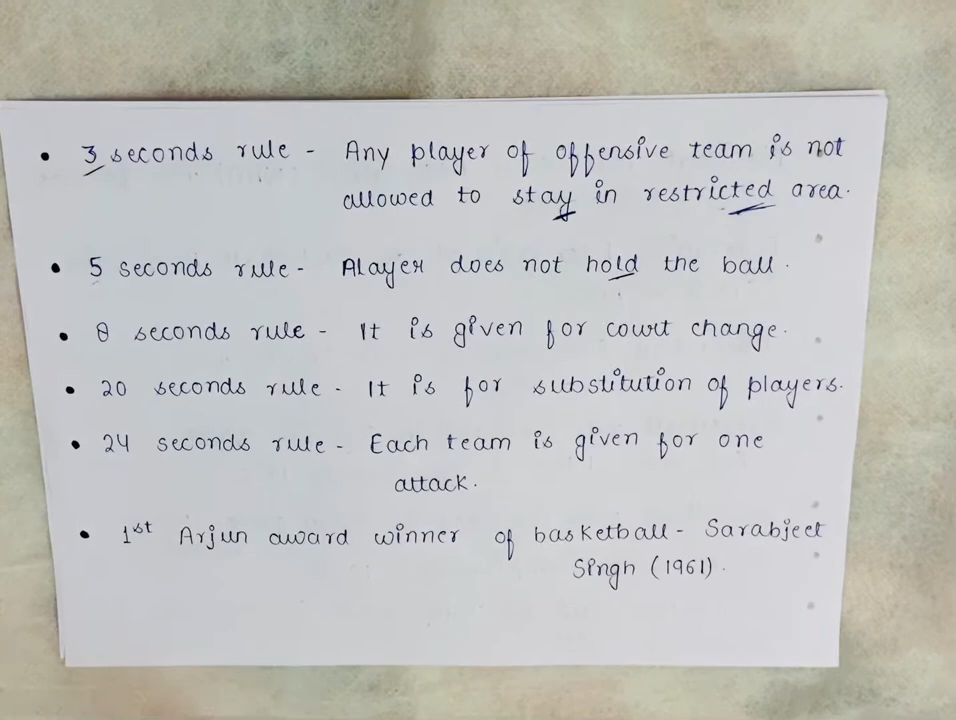 • 3 seconds rule - Any player of offensive team is not
allowed to stay in restricted area.
• 5 seconds rule - Alayer does not hold the ball.
• 8 seconds rule - It is given for court change.
• 20 seconds rule - It is for substitution of players.
• 24 seconds rule - Each team is given for one
attack.
• 1st Arjun award winner of basketball - Sarabjeet
Singh (1961).